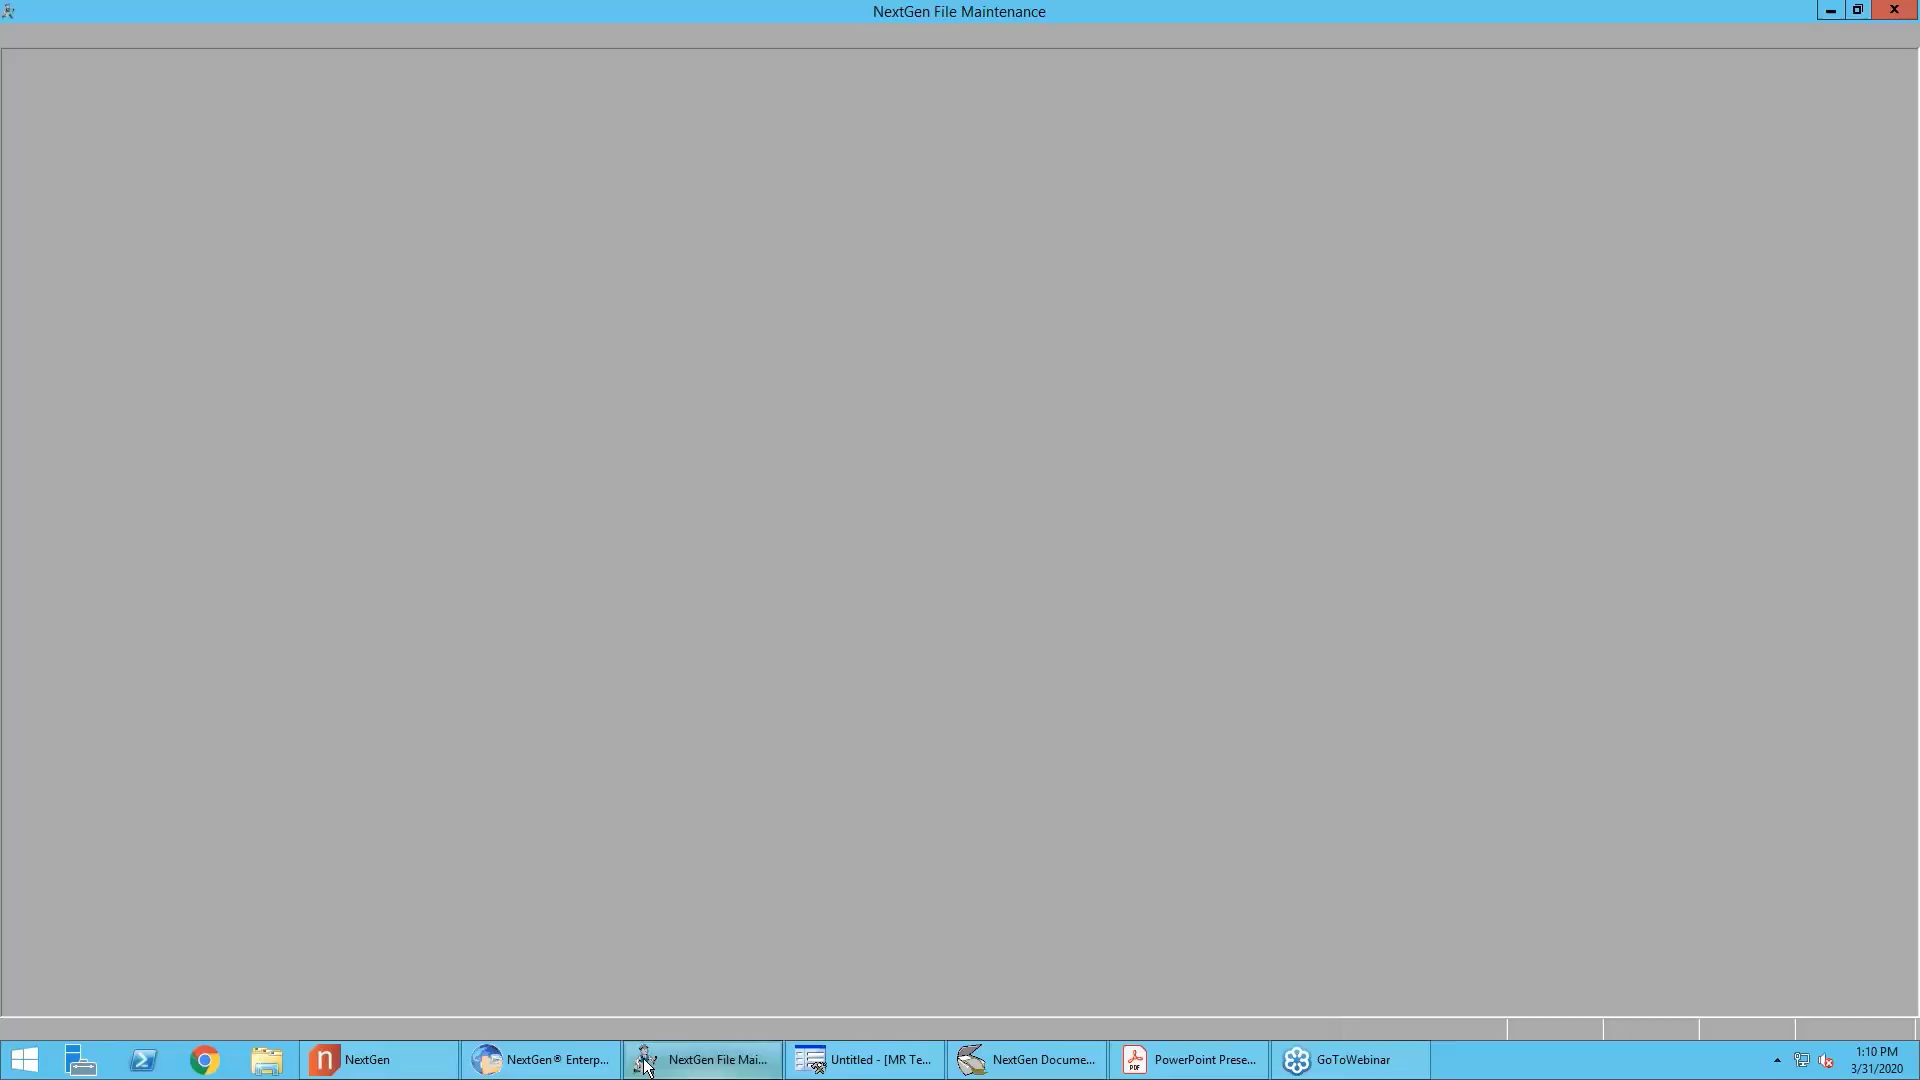 NextGen File Maintenance
NextGen
NextGen® Enterp...
NextGen File Mai...
Untitled - [MR Te...
NextGen Docume...
PDF
PowerPoint Prese...
GoToWebinar
1:10 PM
3/31/2020